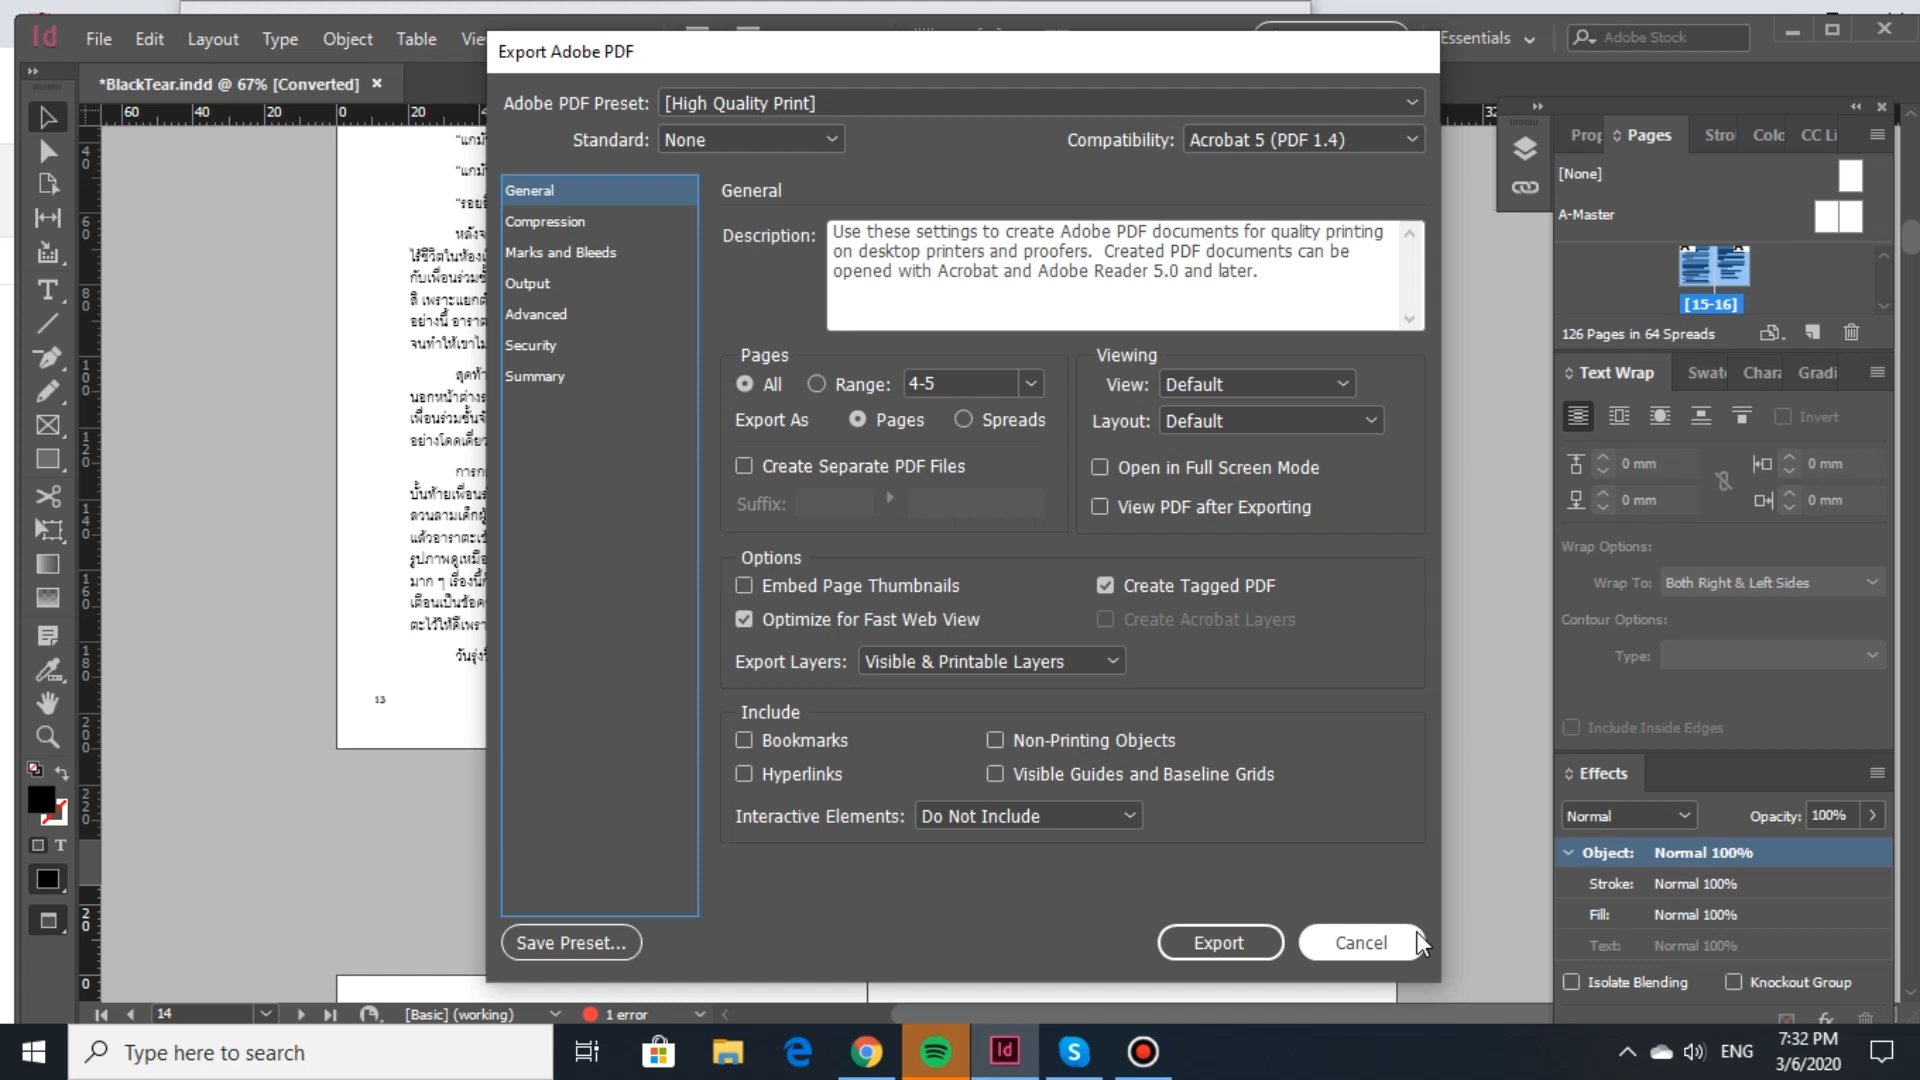 Id
File Edit Layout Type Object Table
Essentials
Adobe Stock
*BlackTear.indd @ 67% [Converted]
Export Adobe PDF
Adobe PDF Preset: [High Quality Print]
Standard: None
Compatibility: Acrobat 5 (PDF 1.4)
General
Compression
Marks and Bleeds
Output
Advanced
Security
Summary
General
Description: Use these settings to create Adobe PDF documents for quality printing
on desktop printers and proofers. Created PDF documents can be
opened with Acrobat and Adobe Reader 5.0 and later.
Pages
All Range: 4-5
Export As Pages Spreads
Create Separate PDF Files
Suffix:
Viewing
View: Default
Layout: Default
Open in Full Screen Mode
View PDF after Exporting
Options
Embed Page Thumbnails
Create Tagged PDF
Optimize for Fast Web View
Create Acrobat Layers
Export Layers: Visible & Printable Layers
Include
Bookmarks
Non-Printing Objects
Hyperlinks
Visible Guides and Baseline Grids
Interactive Elements: Do Not Include
Save Preset...
Export
Cancel
60 40 20 0 20
13
Pages
[None]
A-Master
[15-16]
126 Pages in 64 Spreads
Text Wrap
Invert
0 mm
0 mm
0 mm
0 mm
Wrap Options:
Wrap To: Both Right & Left Sides
Contour Options:
Type:
Include Inside Edges
Effects
Normal
Opacity: 100%
Object: Normal 100%
Stroke: Normal 100%
Fill: Normal 100%
Text: Normal 100%
Isolate Blending
Knockout Group
14
[Basic] (working)
1 error
Type here to search
ENG
7:32 PM
3/6/2020